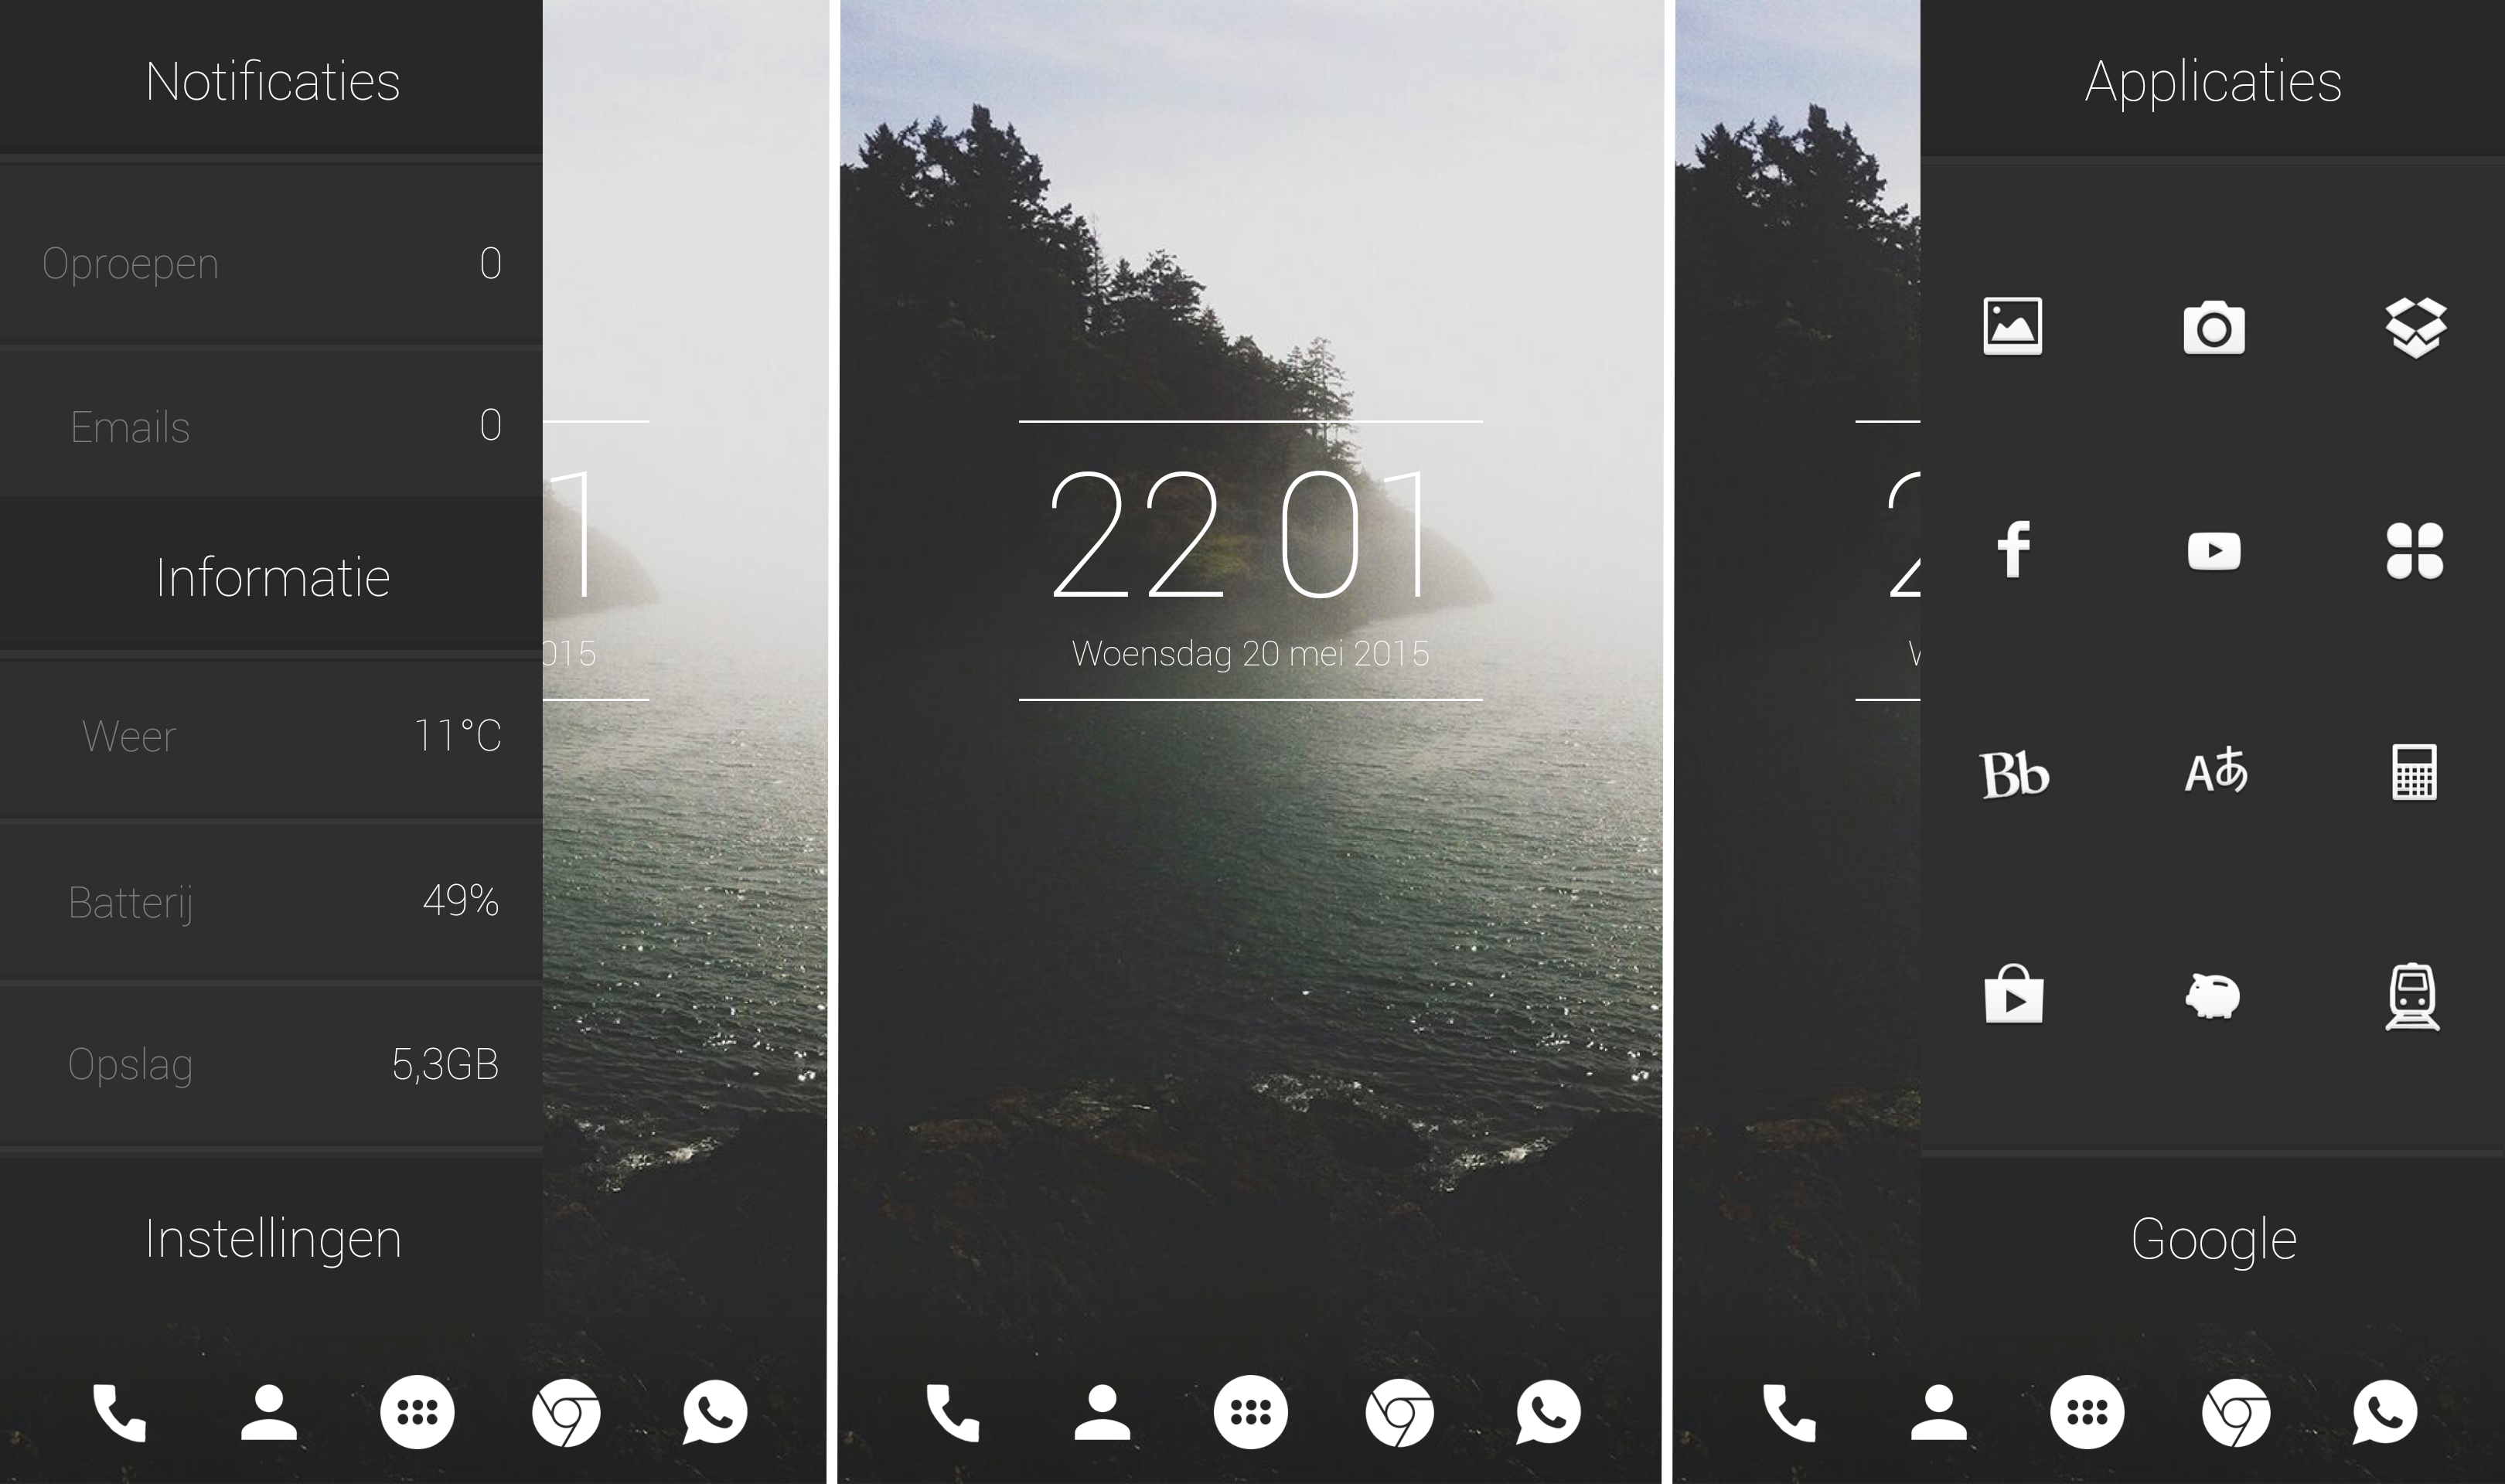 Notificaties
Oproepen 0
Emails 0
Informatie
Weer 11°C
Batterij 49%
Opslag 5,3GB
Instellingen
1
015
22 01
Woensdag 20 mei 2015
2
Applicaties
Bb Aあ
Google